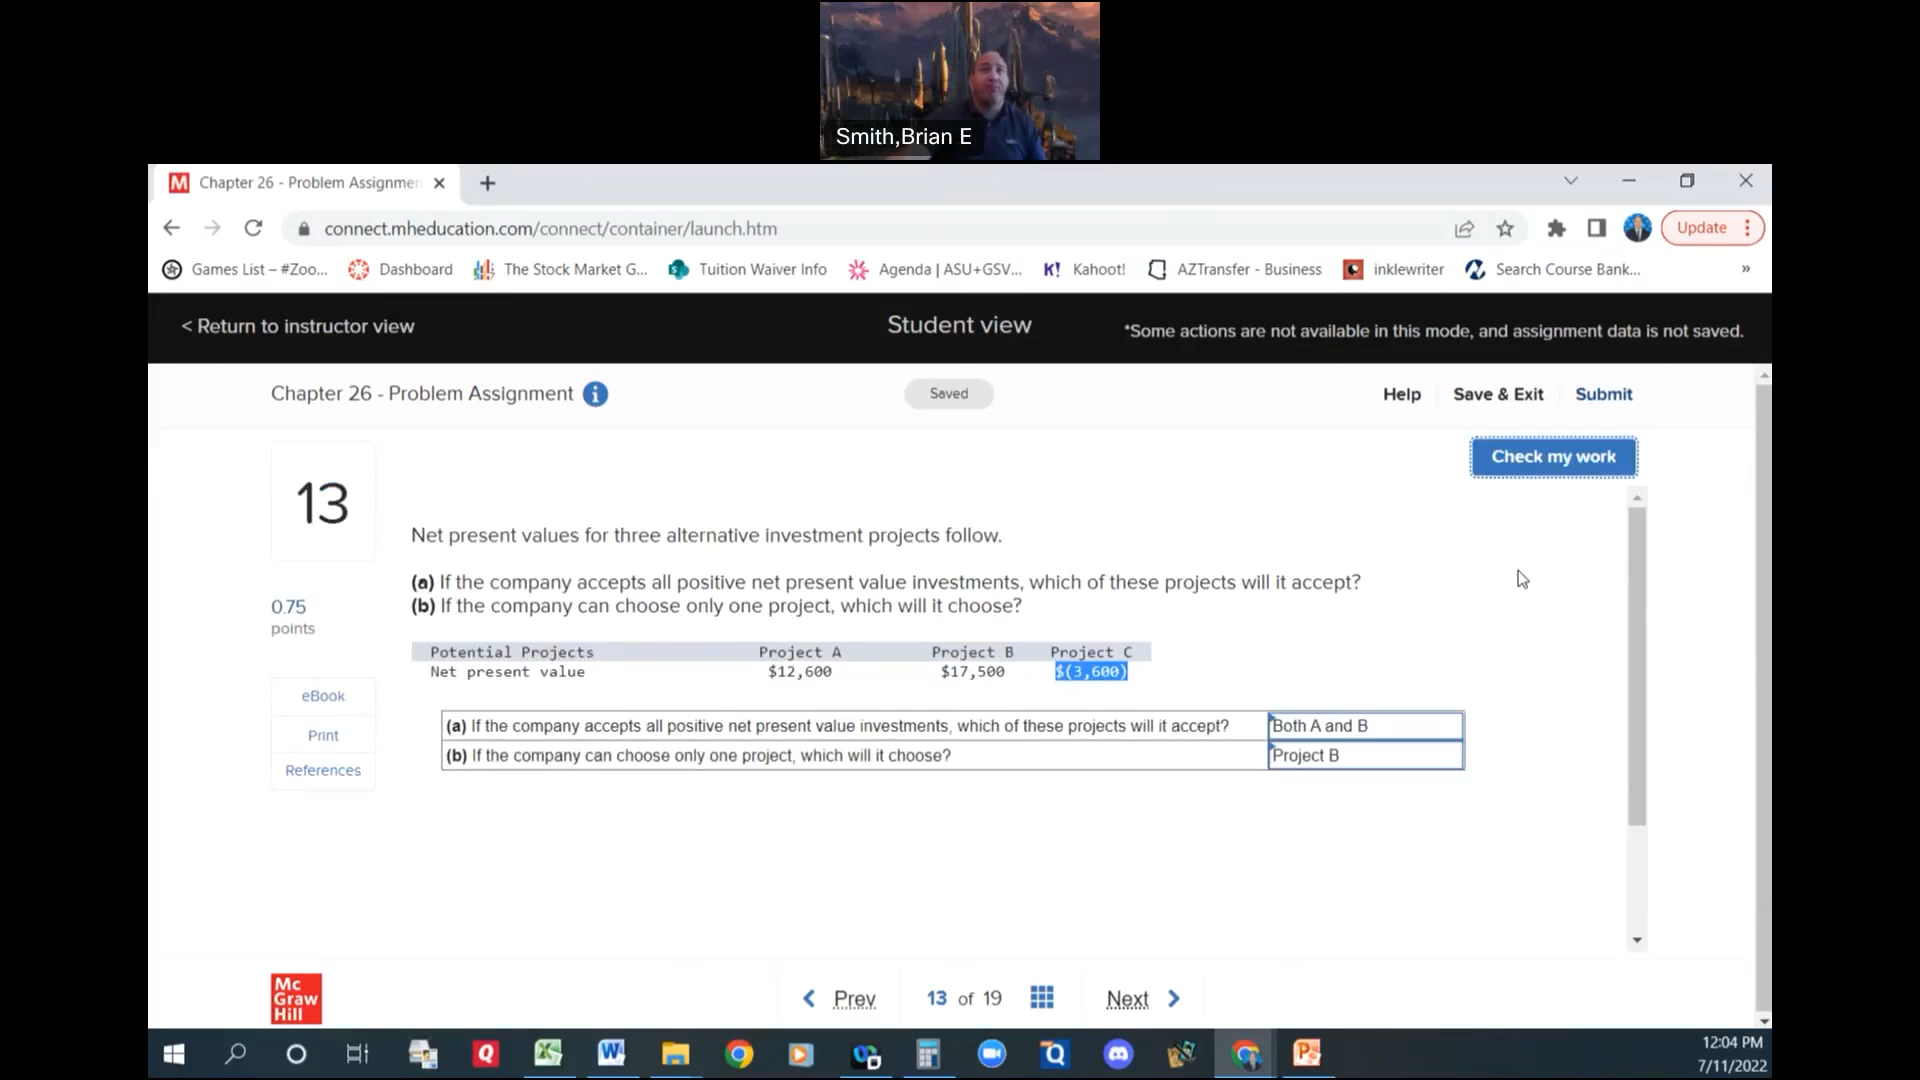 Smith,Brian E
Chapter 26 - Problem Assignmen
connect.mheducation.com/connect/container/launch.htm
Update
Games List – #Zoo...
Dashboard
The Stock Market G...
Tuition Waiver Info
Agenda | ASU+GSV...
K! Kahoot!
AZTransfer - Business
inklewriter
Search Course Bank...
»
< Return to instructor view
Student view
*Some actions are not available in this mode, and assignment data is not saved.
Chapter 26 - Problem Assignment
Saved
Help
Save & Exit
Submit
Check my work
13
0.75
points
eBook
Print
References
Net present values for three alternative investment projects follow.
(a) If the company accepts all positive net present value investments, which of these projects will it accept?
(b) If the company can choose only one project, which will it choose?
Potential Projects Project A Project B Project C
Net present value $12,600 $17,500 $(3,600)
(a) If the company accepts all positive net present value investments, which of these projects will it accept? Both A and B
(b) If the company can choose only one project, which will it choose? Project B
Mc
Graw
Hill
Prev
13 of 19
Next
12:04 PM
7/11/2022